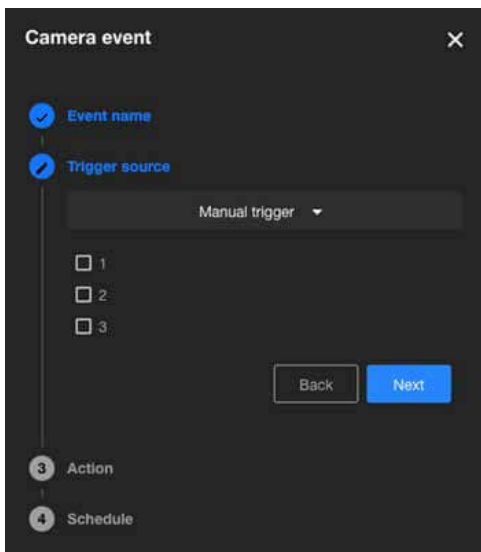 Camera event
Event name
Trigger source
Manual trigger
1
2
3
Back Next
3 Action
4 Schedule